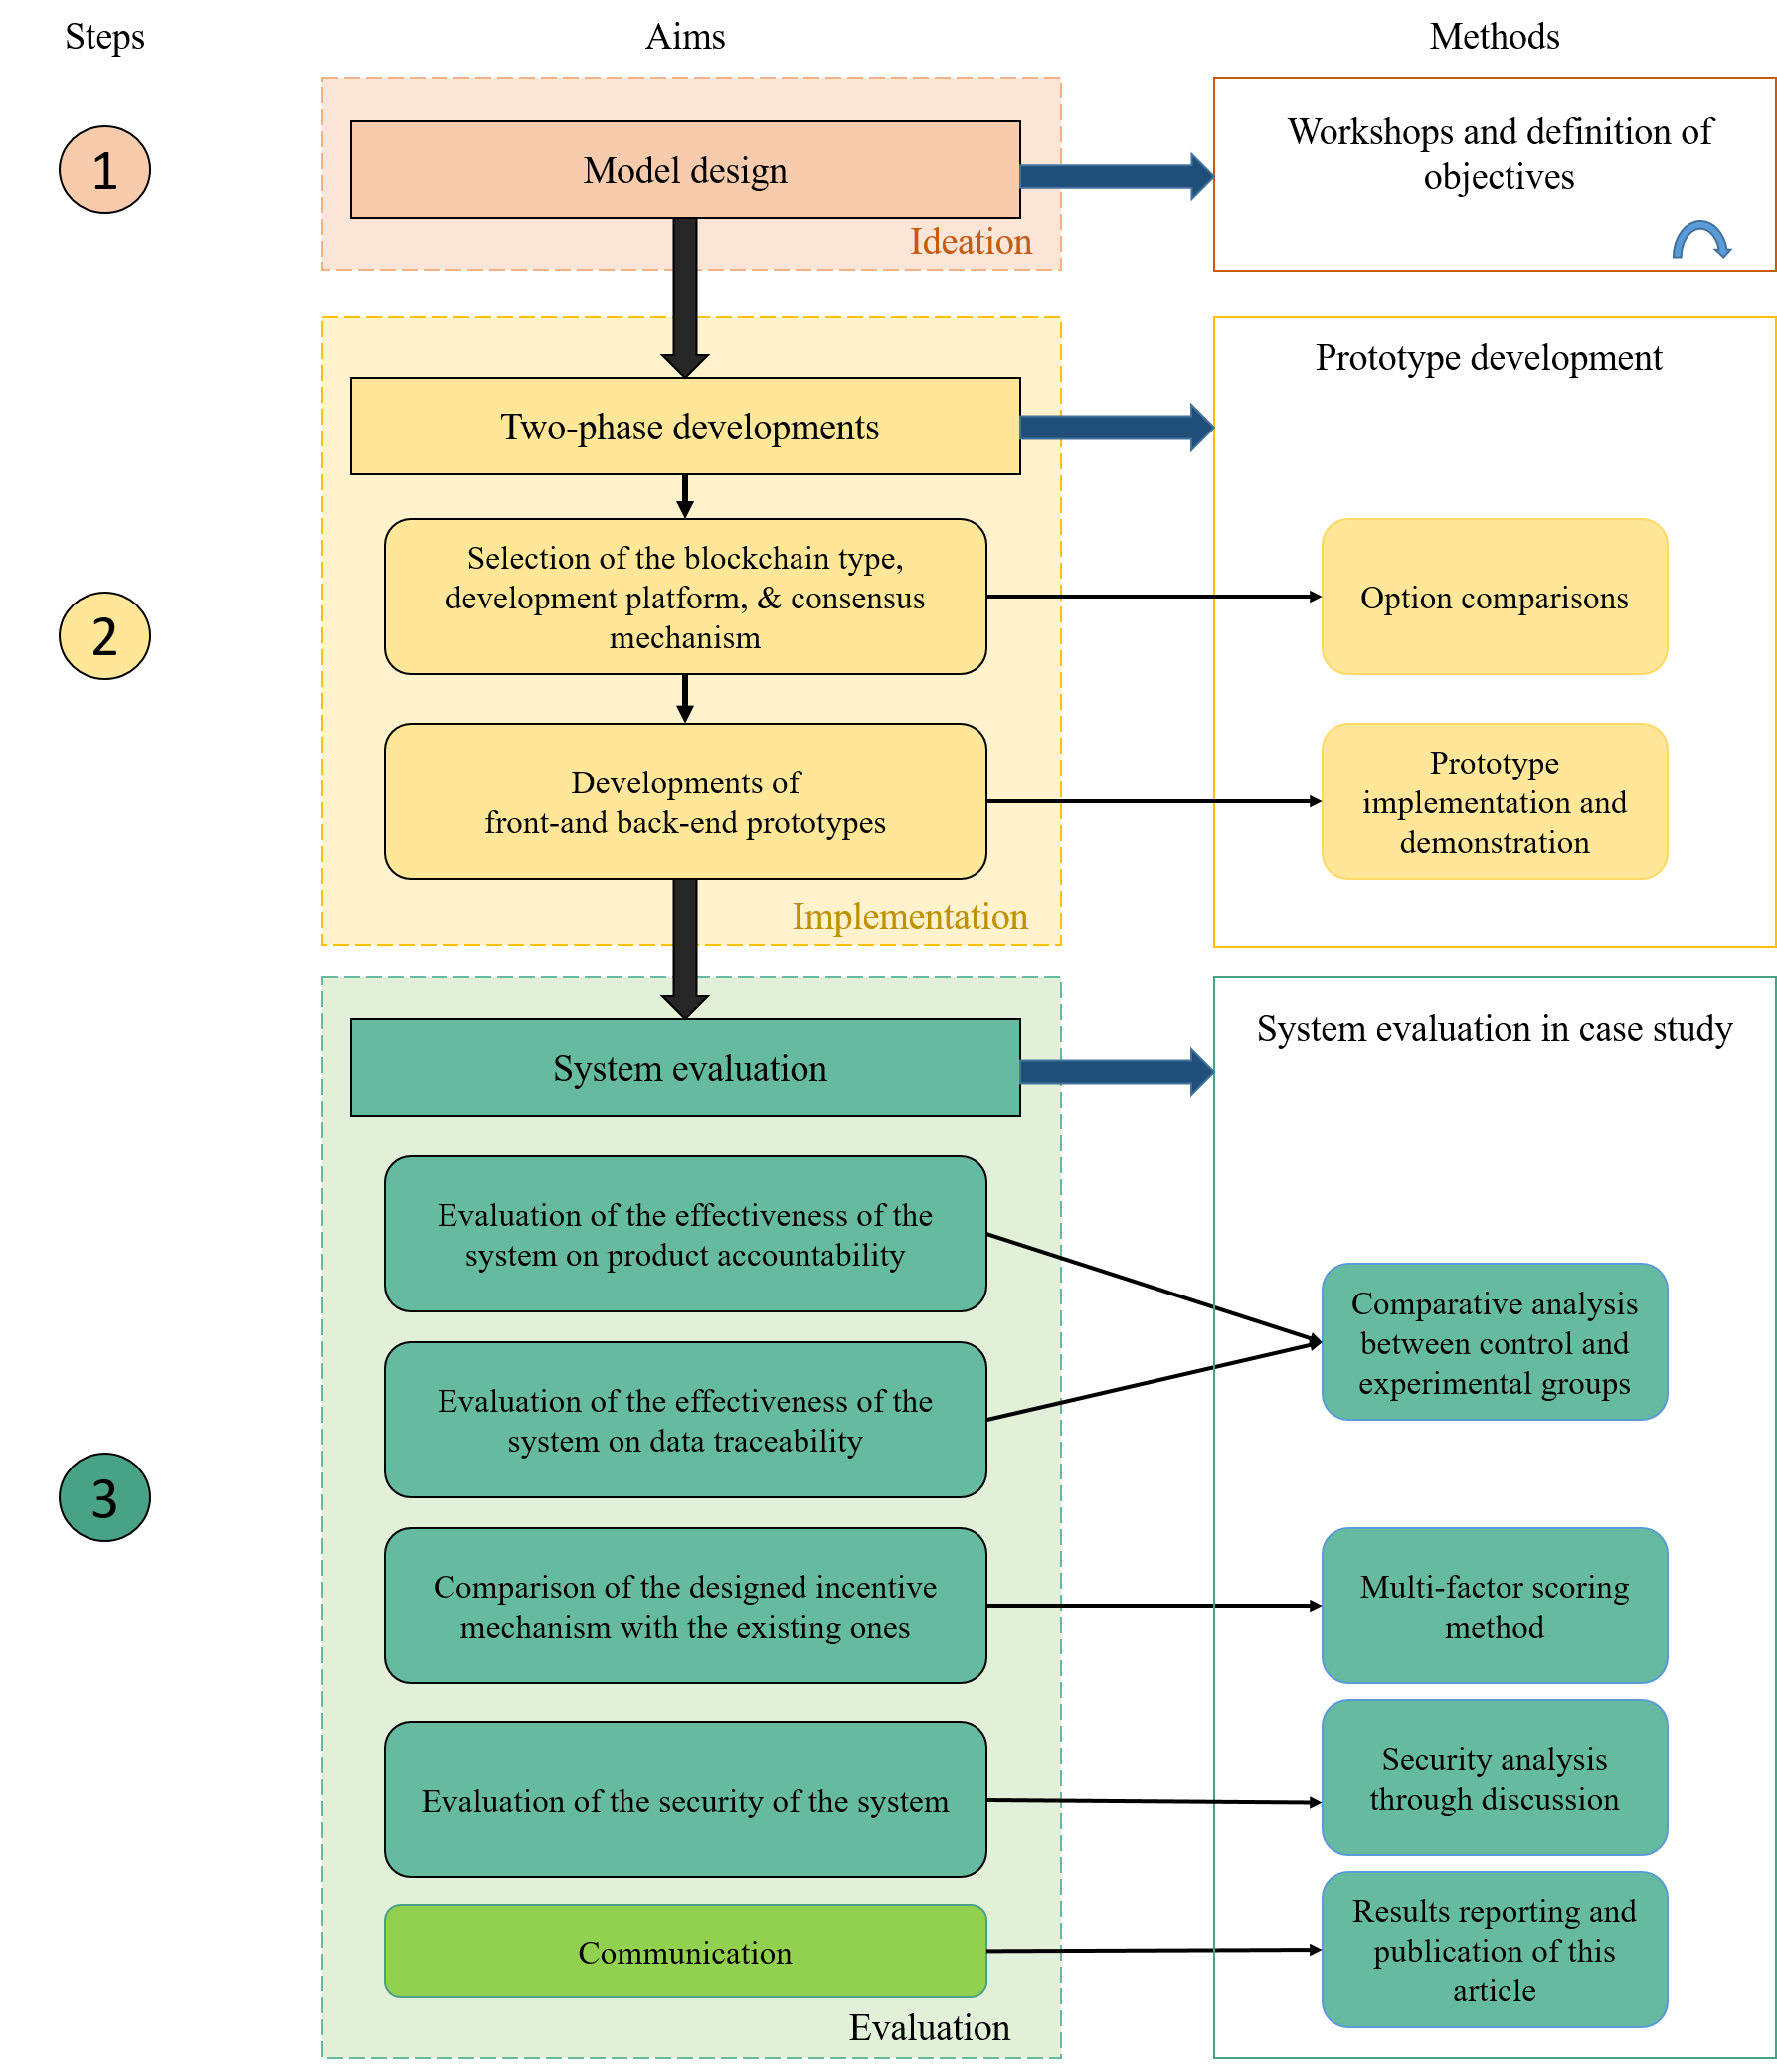 Steps
Aims
Methods
1
Model design
Ideation
Workshops and definition of
objectives
2
Two-phase developments
Selection of the blockchain type,
development platform, & consensus
mechanism
Developments of
front-and back-end prototypes
Implementation
Prototype development
Option comparisons
Prototype
implementation and
demonstration
3
System evaluation
Evaluation of the effectiveness of the
system on product accountability
Evaluation of the effectiveness of the
system on data traceability
Comparison of the designed incentive
mechanism with the existing ones
Evaluation of the security of the system
Communication
Evaluation
System evaluation in case study
Comparative analysis
between control and
experimental groups
Multi-factor scoring
method
Security analysis
through discussion
Results reporting and
publication of this
article